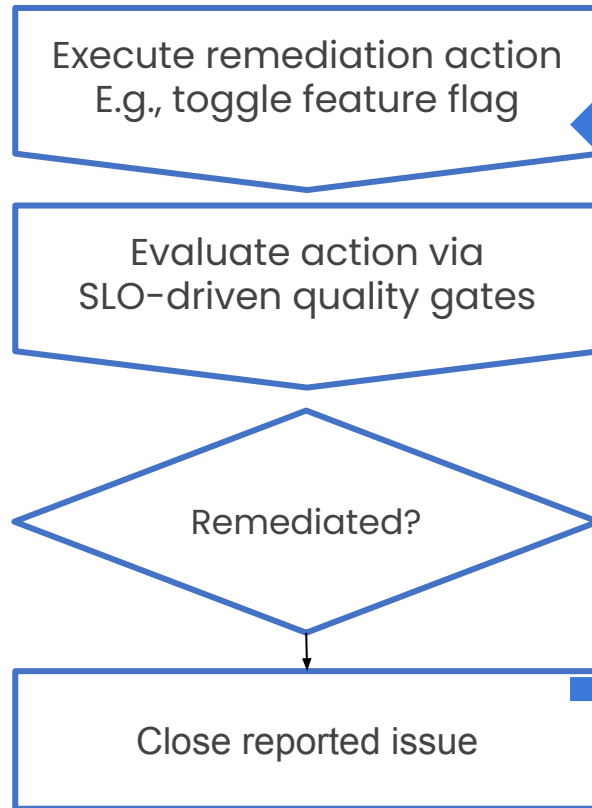 Execute remediation action
E.g., toggle feature flag
Evaluate action via
SLO-driven quality gates
Remediated?
Close reported issue